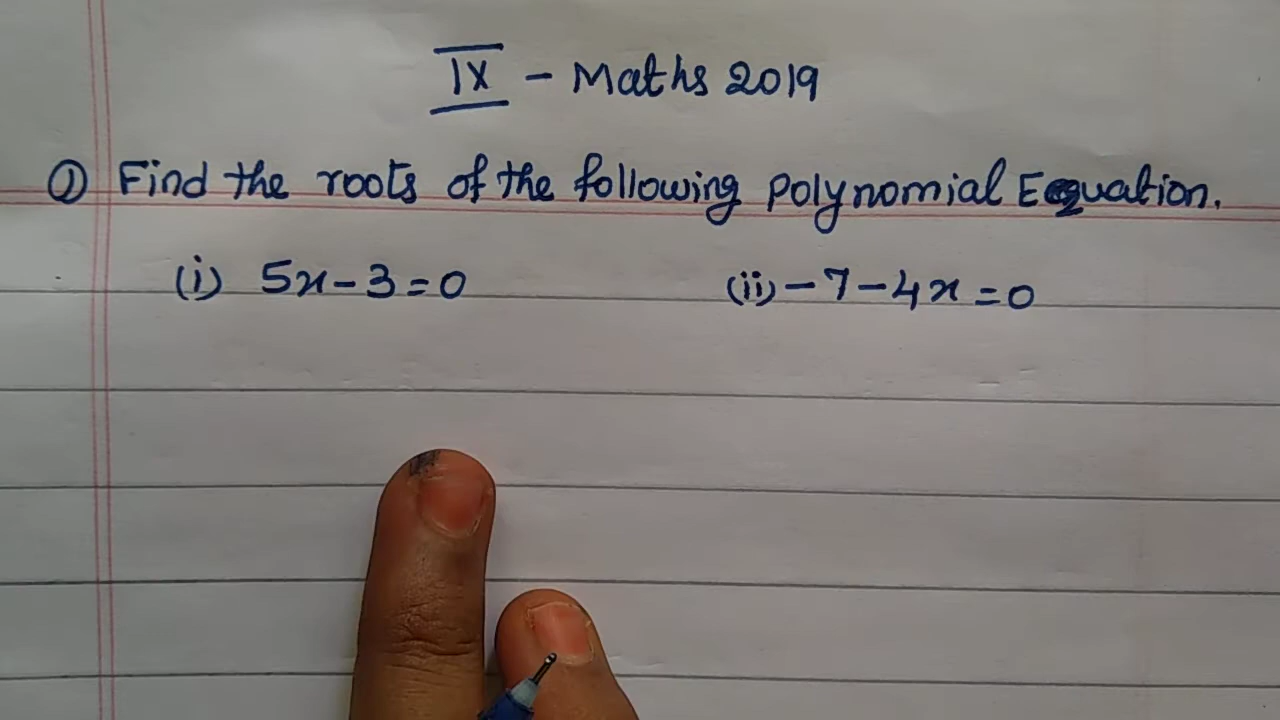 IX - Maths 2019
① Find the roots of the following Polynomial Equation.
(i) 5x-3=0 (ii) -7-4x=0